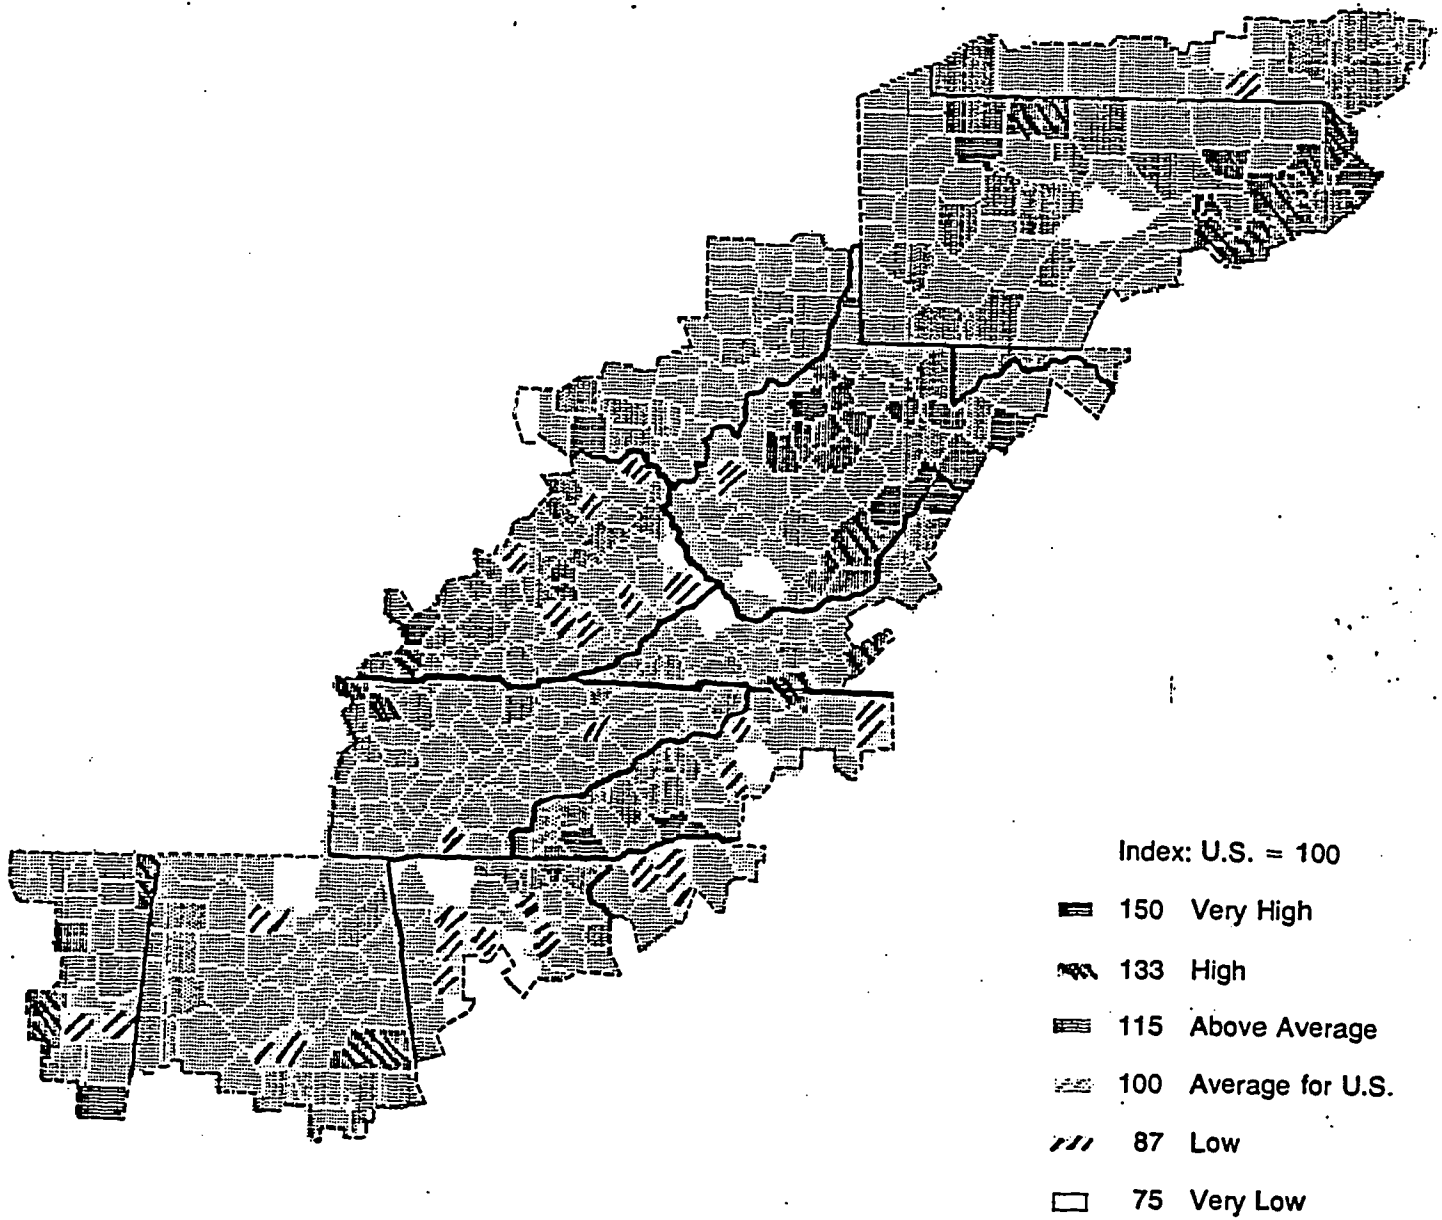 Index: U.S. = 100
150 Very High
133 High
115 Above Average
100 Average for U.S.
87 Low
75 Very Low